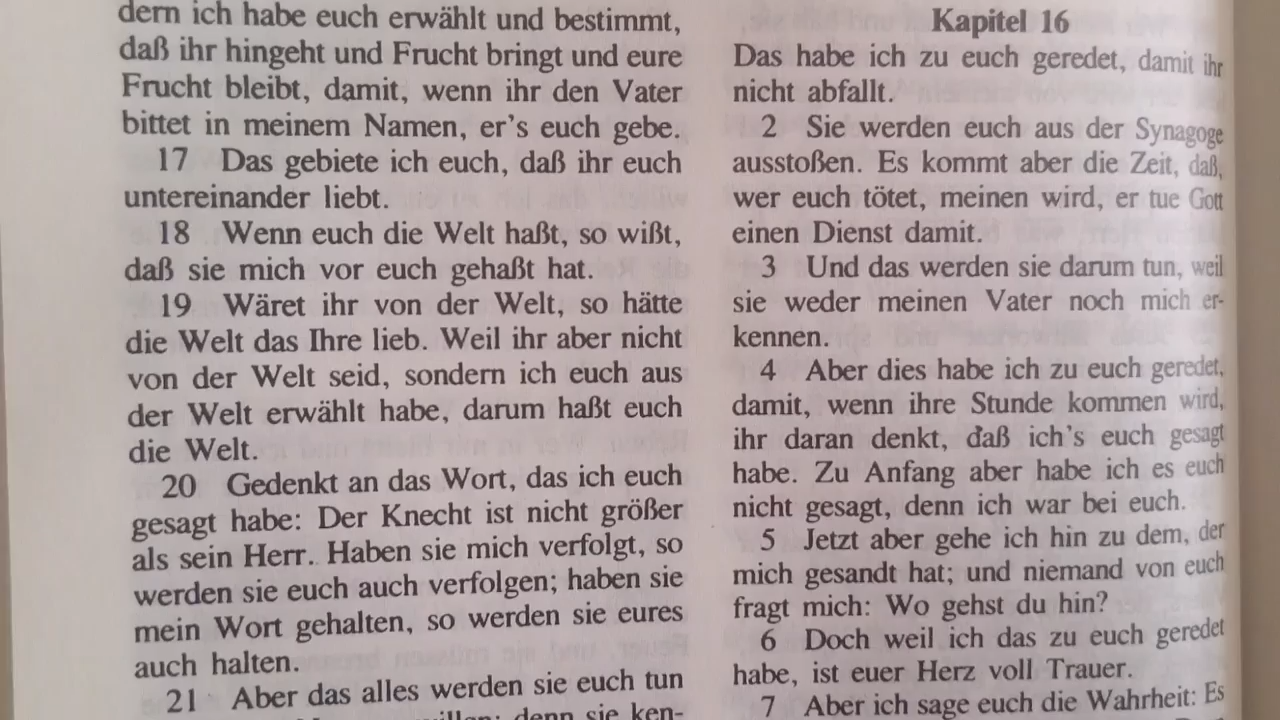 dern ich habe euch erwählt und bestimmt,
daß ihr hingeht und Frucht bringt und eure
Frucht bleibt, damit, wenn ihr den Vater
bittet in meinem Namen, er's euch gebe.
17 Das gebiete ich euch, daß ihr euch
untereinander liebt.
18 Wenn euch die Welt haßt, so wißt,
daß sie mich vor euch gehaßt hat.
19 Wäret ihr von der Welt, so hätte
die Welt das Ihre lieb. Weil ihr aber nicht
von der Welt seid, sondern ich euch aus
der Welt erwählt habe, darum haßt euch
die Welt.
20 Gedenkt an das Wort, das ich euch
gesagt habe: Der Knecht ist nicht größer
als sein Herr. Haben sie mich verfolgt, so
werden sie euch auch verfolgen; haben sie
mein Wort gehalten, so werden sie eures
auch halten.
21 Aber das alles werden sie euch tun
denn sie ken-
Kapitel 16
Das habe ich zu euch geredet, damit ihr
nicht abfallt.
2 Sie werden euch aus der Synagoge
ausstoßen. Es kommt aber die Zeit, daß,
wer euch tötet, meinen wird, er tue Gott
einen Dienst damit.
3 Und das werden sie darum tun, weil
sie weder meinen Vater noch mich er-
kennen.
4 Aber dies habe ich zu euch geredet,
damit, wenn ihre Stunde kommen wird,
ihr daran denkt, daß ich's euch gesagt
habe. Zu Anfang aber habe ich es euch
nicht gesagt, denn ich war bei euch.
5 Jetzt aber gehe ich hin zu dem, der
mich gesandt hat; und niemand von euch
fragt mich: Wo gehst du hin?
6 Doch weil ich das zu euch geredet
habe, ist euer Herz voll Trauer.
7 Aber ich sage euch die Wahrheit: Es